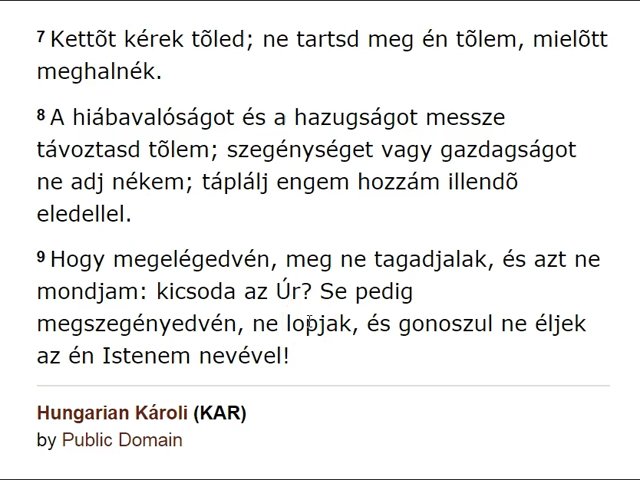 7 Kettõt kérek tõled; ne tartsd meg én tõlem, mielõtt
meghalnék.
8 A hiábavalóságot és a hazugságot messze
távoztasd tõlem; szegénységet vagy gazdagságot
ne adj nékem; táplálj engem hozzám illendõ
eledellel.
9 Hogy megelégedvén, meg ne tagadjalak, és azt ne
mondjam: kicsoda az Úr? Se pedig
megszegényedvén, ne lopjak, és gonoszul ne éljek
az én Istenem nevével!
Hungarian Károli (KAR)
by Public Domain